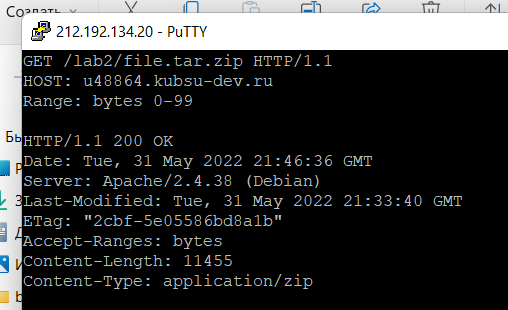 Создать
212.192.134.20 - PuTTY
GET /lab2/file.tar.zip HTTP/1.1
HOST: u48864.kubsu-dev.ru
Range: bytes 0-99
HTTP/1.1 200 OK
Date: Tue, 31 May 2022 21:46:36 GMT
Server: Apache/2.4.38 (Debian)
Last-Modified: Tue, 31 May 2022 21:33:40 GMT
ETag: "2cbf-5e05586bd8a1b"
Accept-Ranges: bytes
Content-Length: 11455
Content-Type: application/zip